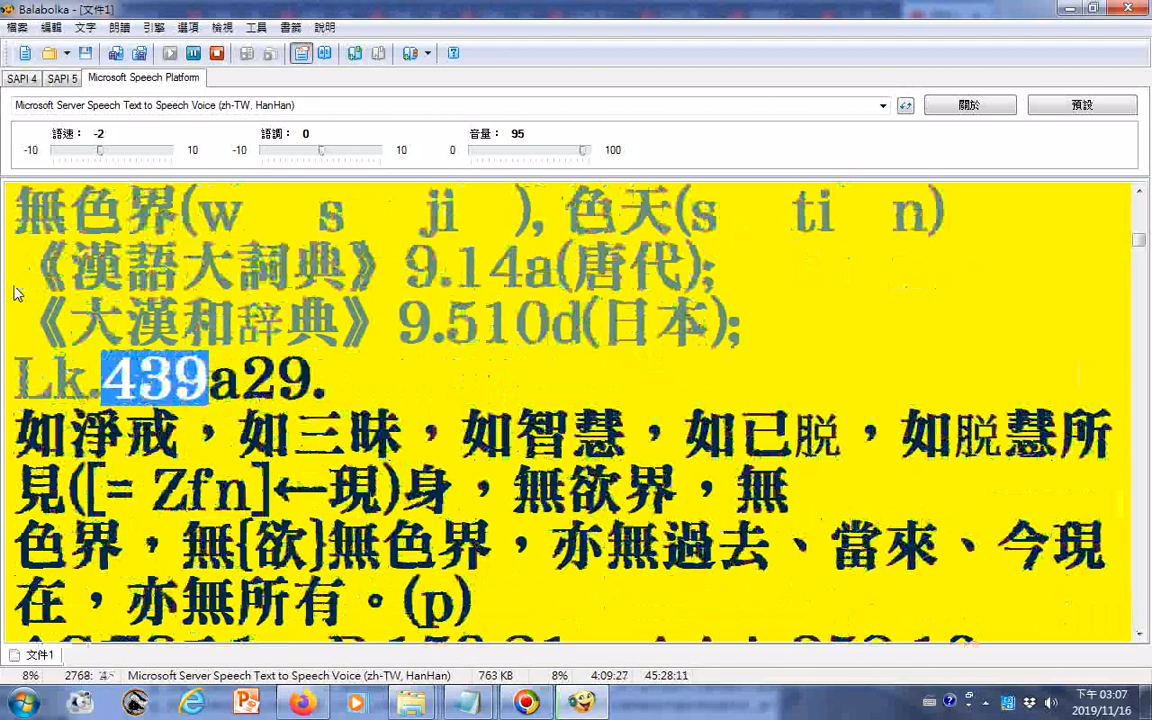 Balabolka - [文件1]
檔案 編輯 文字 朗讀 引擎 選項 檢視 工具 書籤 說明
SAPI 4 SAPI 5 Microsoft Speech Platform
Microsoft Server Speech Text to Speech Voice (zh-TW, HanHan) 關於 預設
語速： -2 語調： 0 音量： 95
-10 10 -10 10 0 100
無色界(w s ji ), 色天(s ti n)
《漢語大詞典》 9.14a(唐代);
《大漢和辞典》 9.510d(日本);
Lk.439a29.
如淨戒，如三昧，如智慧，如已脱，如脱慧所
見([= Zfn]←現)身，無欲界，無
色界，無{欲}無色界，亦無過去、當來、今現
在，亦無所有。(p)
文件1
8% 2768: Microsoft Server Speech Text to Speech Voice (zh-TW, HanHan) 763 KB 8% 4:09:27 45:28:11
下午 03:07
2019/11/16